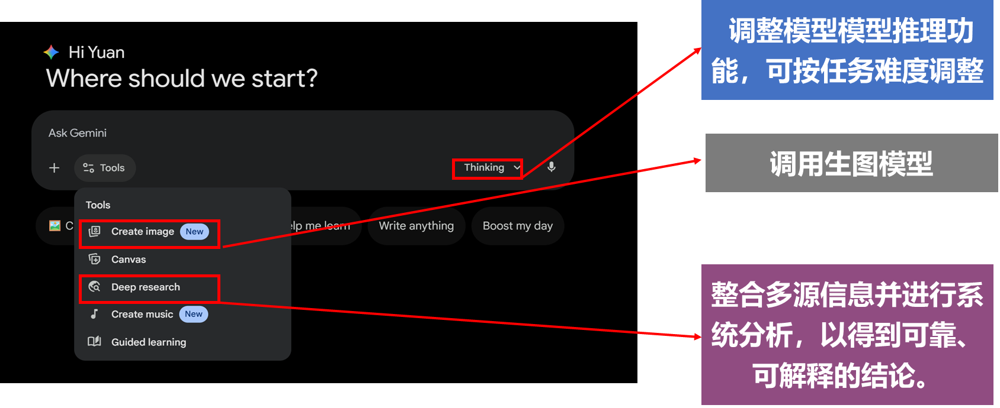 Hi Yuan
Where should we start?
Ask Gemini
Tools
Thinking
Tools
Create image New
Canvas
Deep research
Create music New
Guided learning
C
elp me learn
Write anything
Boost my day
调整模型模型推理功
能，可按任务难度调整
调用生图模型
整合多源信息并进行系
统分析，以得到可靠、
可解释的结论。